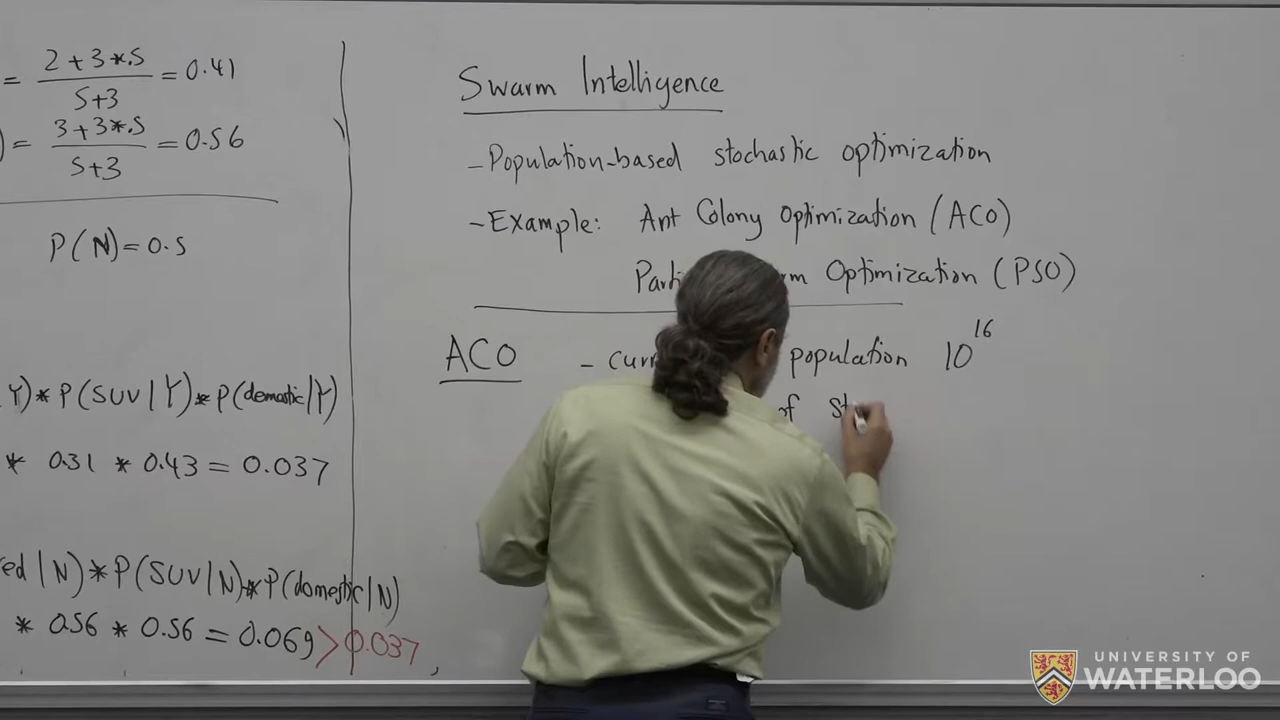 = 2+3*.5 / 5+3 = 0.41
) = 3+3*.5 / 5+3 = 0.56
P(N)=0.5
Y)*P(SUV|Y)*P(domestic|Y)
* 0.31 * 0.43 = 0.037
ed|N)*P(SUV|N)*P(domestic|N)
* 0.56 * 0.56 = 0.069 > 0.037
Swarm Intelligence
- Population-based stochastic optimization
- Example: Ant Colony Optimization (ACO)
Optimization (PSO)
ACO - population 10^16
of
UNIVERSITY OF
WATERLOO